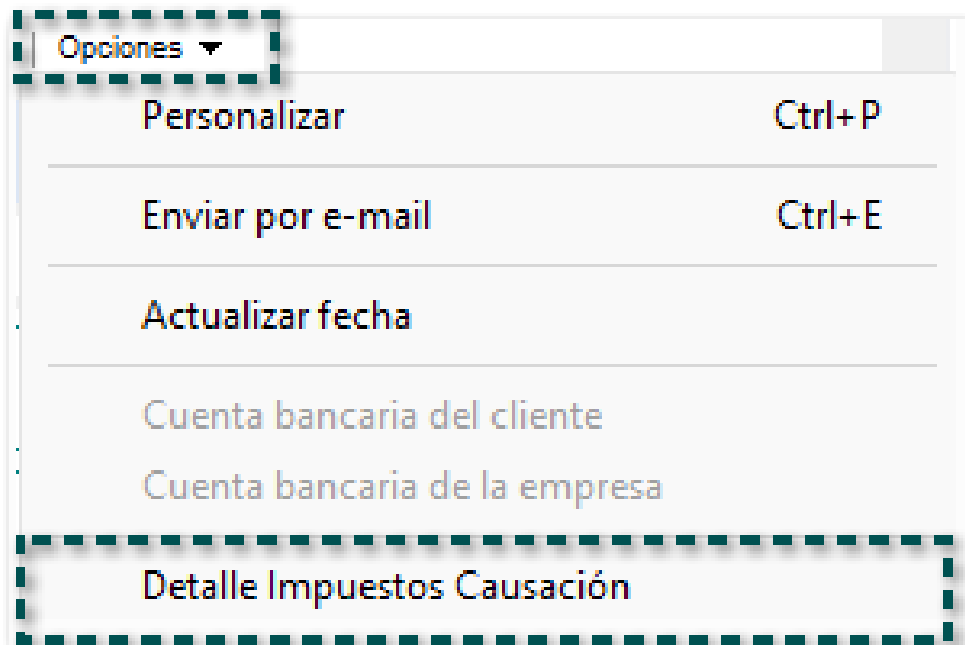 Opciones
Personalizar Ctrl+P
Enviar por e-mail Ctrl+E
Actualizar fecha
Cuenta bancaria del cliente
Cuenta bancaria de la empresa
Detalle Impuestos Causación